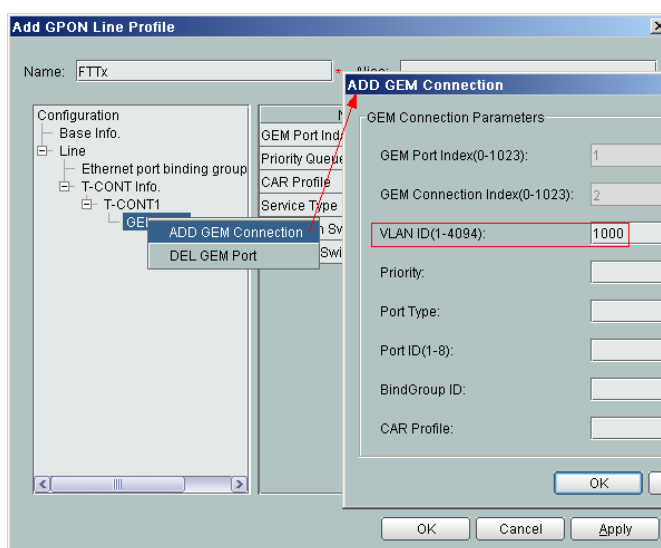 Add GPON Line Profile
Name: FTTx *
ADD GEM Connection
Configuration
Base Info.
Line
Ethernet port binding group
T-CONT Info.
T-CONT1
ADD GEM Connection
DEL GEM Port
GEM Port
Priority Queue
CAR Profile
Service Type
GEM Connection Parameters
GEM Port Index(0-1023): 1
GEM Connection Index(0-1023): 2
VLAN ID(1-4094): 1000
Priority:
Port Type:
Port ID(1-8):
BindGroup ID:
CAR Profile:
OK
OK Cancel Apply